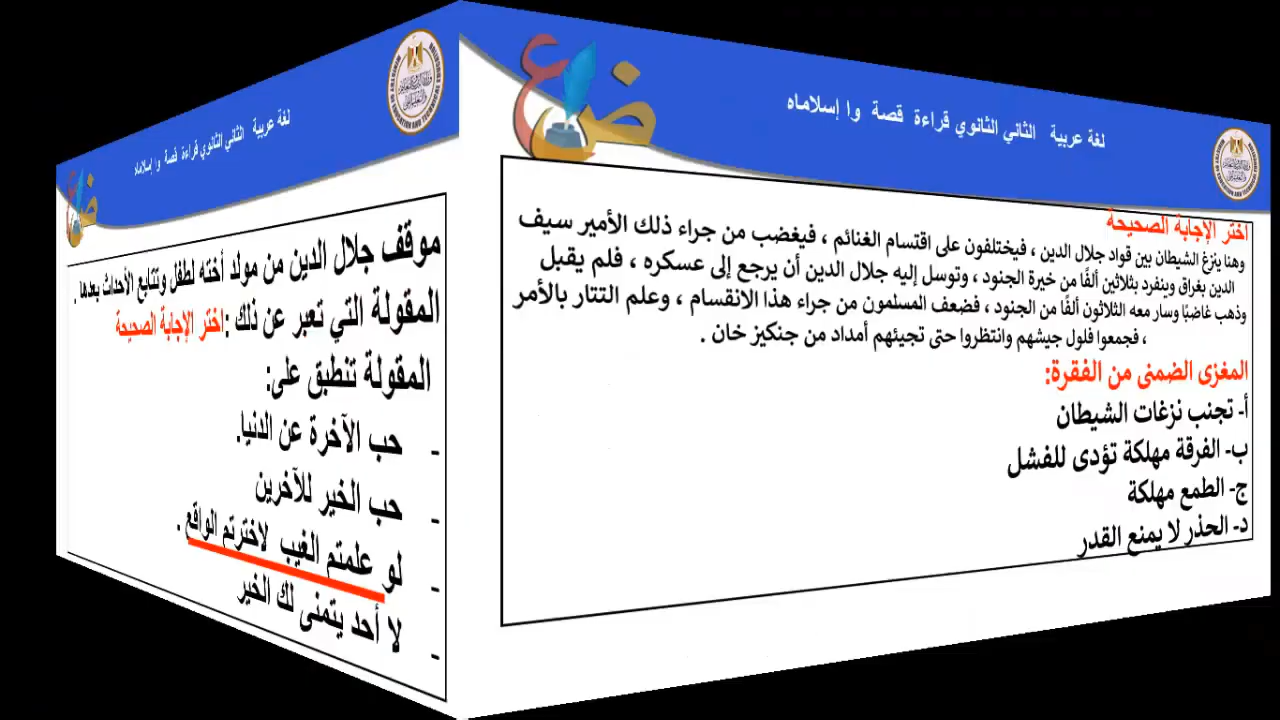 لغة عربية الثاني الثانوي قراءة قصة وا إسلاماه
اختر الإجابة الصحيحة
وهنا ينزغ الشيطان بين قواد جلال الدين ، فيختلفون على اقتسام الغنائم ، فيغضب من جراء ذلك الأمير سيف
الدين بغراق وينفرد بثلاثين ألفًا من خيرة الجنود ، وتوسل إليه جلال الدين أن يرجع إلى عسكره ، فلم يقبل
وذهب غاضبًا وسار معه الثلاثون ألفًا من الجنود ، فضعف المسلمون من جراء هذا الانقسام ، وعلم التتار بالأمر
، فجمعوا فلول جيشهم وانتظروا حتى تجيئهم أمداد من جنكيز خان .
المغزى الضمنى من الفقرة:
أ- تجنب نزغات الشيطان
ب- الفرقة مهلكة تؤدى للفشل
ج- الطمع مهلكة
د- الحذر لا يمنع القدر
لغة عربية الثاني الثانوي قراءة قصة وا إسلاماه
موقف جلال الدين من مولد أخته لطفل وتتابع الأحداث بعدها .
المقولة التي تعبر عن ذلك :اختر الإجابة الصحيحة
المقولة تنطبق على:
- حب الآخرة عن الدنيا.
- حب الخير للآخرين
- لو علمتم الغيب لاخترتم الواقع .
- لا أحد يتمنى لك الخير